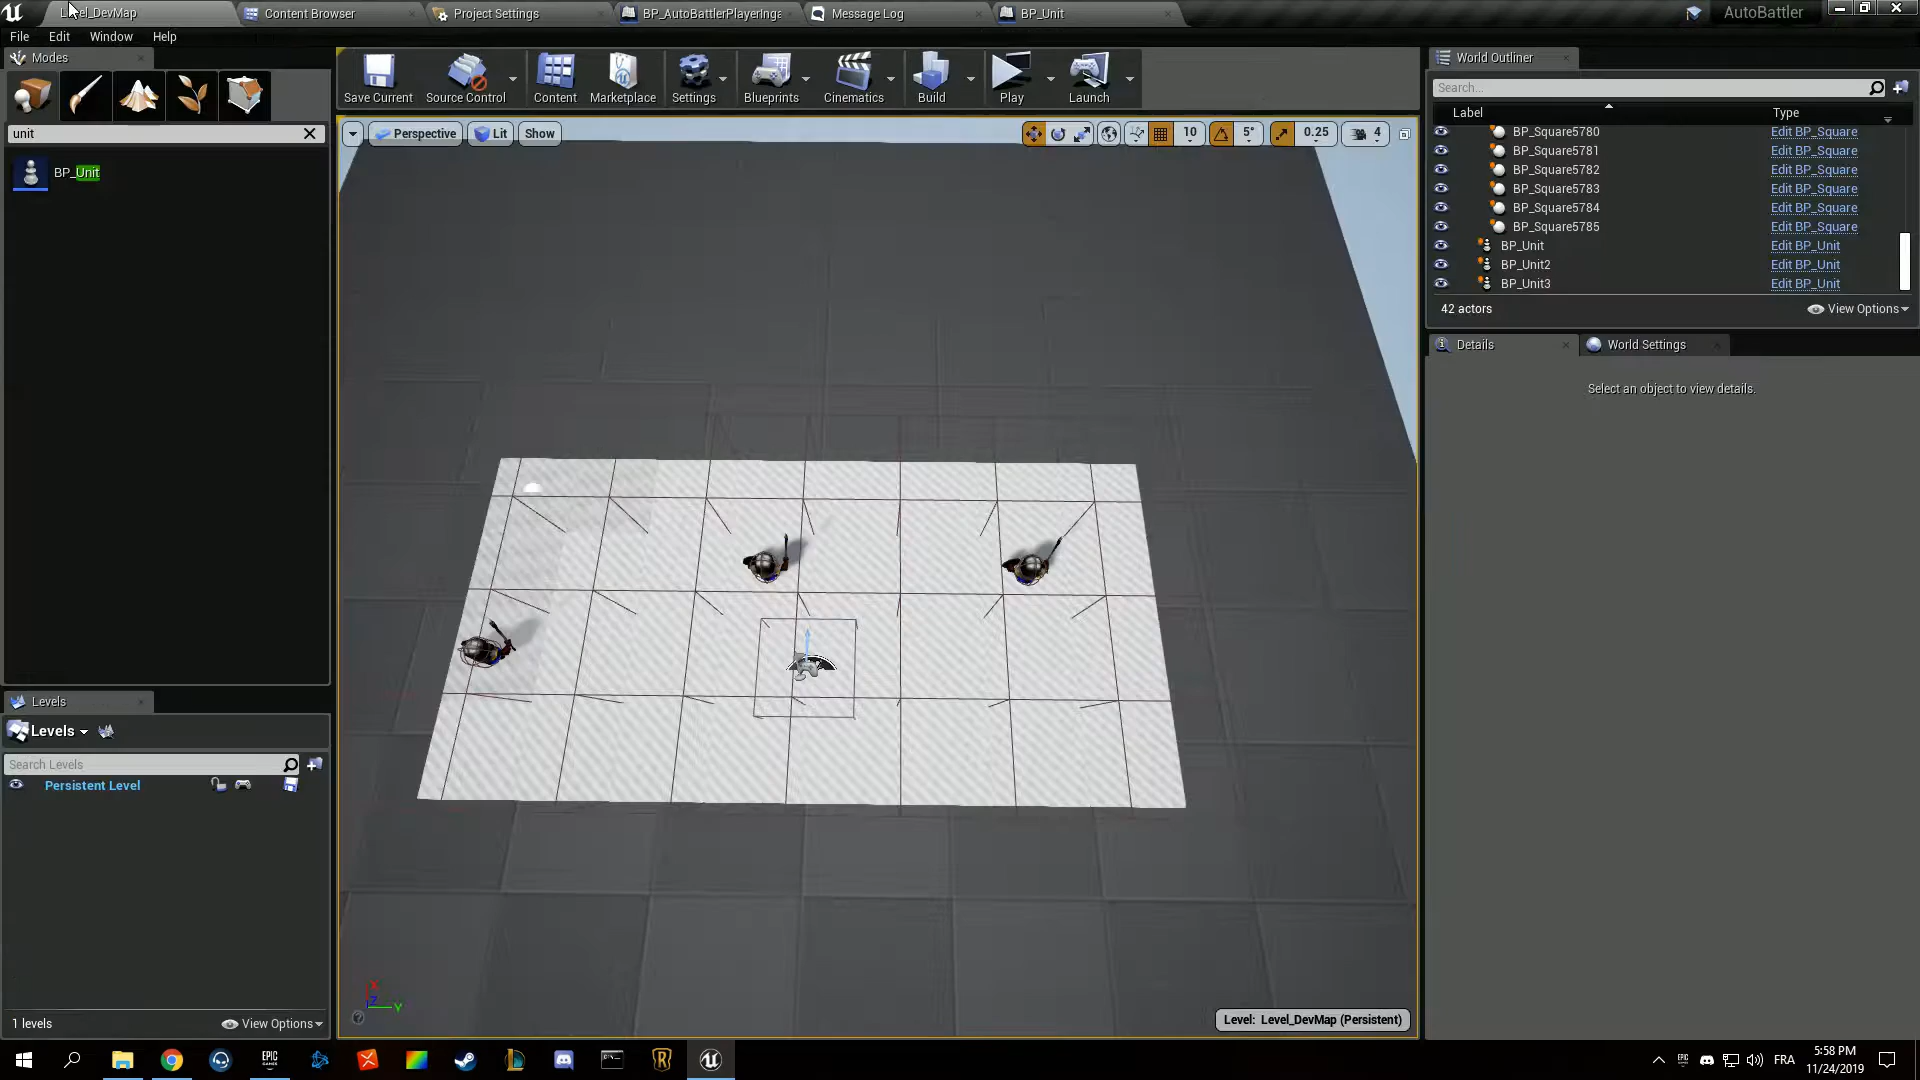 Level_DevMap
Content Browser
Project Settings
BP_AutoBattlerPlayerInga
Message Log
BP_Unit
AutoBattler
File Edit Window Help
Modes
unit
BP_Unit
Save Current
Source Control
Content
Marketplace
Settings
Blueprints
Cinematics
Build
Play
Launch
Perspective
Lit
Show
10
5°
0.25
4
World Outliner
Search...
Label Type
BP_Square5780 Edit BP_Square
BP_Square5781 Edit BP_Square
BP_Square5782 Edit BP_Square
BP_Square5783 Edit BP_Square
BP_Square5784 Edit BP_Square
BP_Square5785 Edit BP_Square
BP_Unit Edit BP_Unit
BP_Unit2 Edit BP_Unit
BP_Unit3 Edit BP_Unit
42 actors View Options
Details World Settings
Select an object to view details.
Levels
Levels
Search Levels
Persistent Level
1 levels View Options
X
Z
Y
Level: Level_DevMap (Persistent)
EPIC GAMES
FRA
5:58 PM
11/24/2019